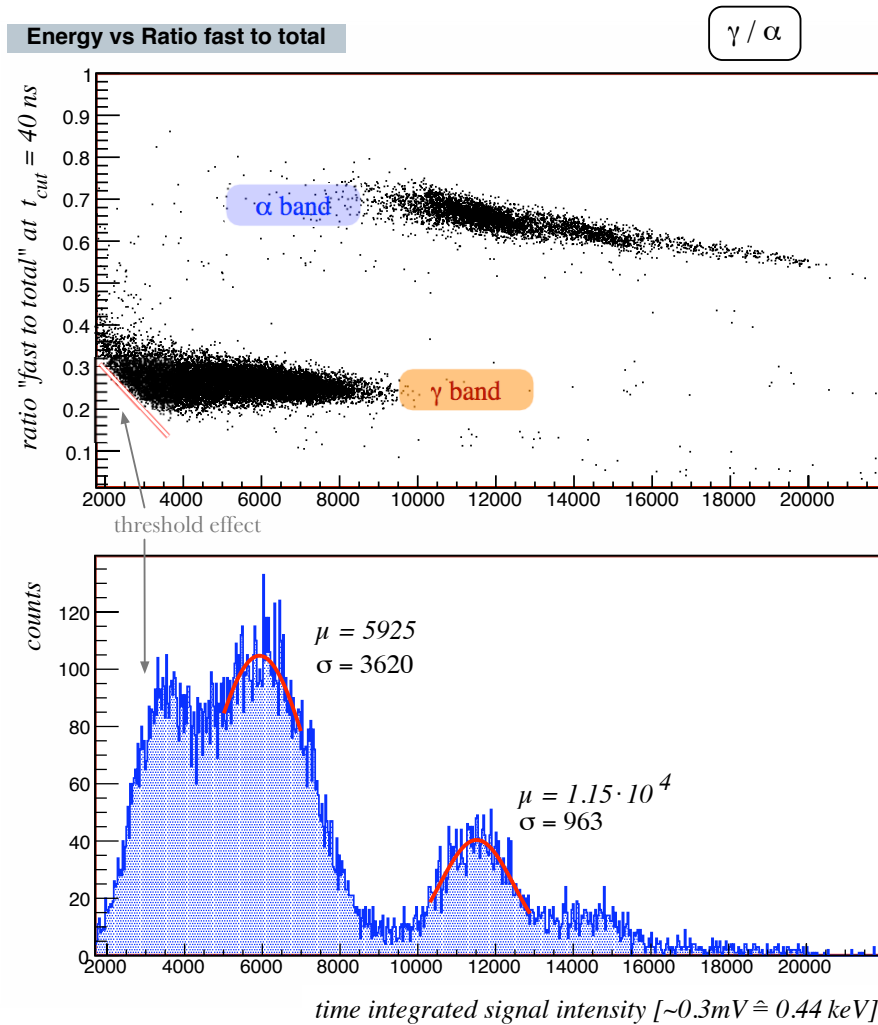 Energy vs Ratio fast to total
γ / α
ratio "fast to total" at t_cut = 40 ns
1
0.9
0.8
0.7
0.6
0.5
0.4
0.3
0.2
0.1
α band
γ band
2000 4000 6000 8000 10000 12000 14000 16000 18000 20000
threshold effect
counts
120
100
80
60
40
20
0
μ = 5925
σ = 3620
μ = 1.15· 10⁴
σ = 963
2000 4000 6000 8000 10000 12000 14000 16000 18000 20000
time integrated signal intensity [~0.3mV ≙ 0.44 keV]